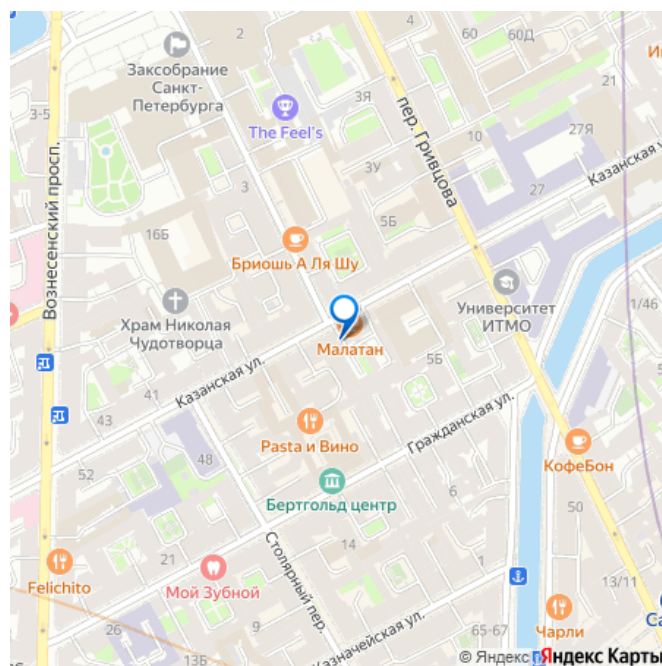 2
4
60
60Д
Заксобрание
Санкт-
Петербурга
3-5
The Feel's
3Я
пер. Гривцова
10
27Я
3У
27
Казанская у
3
Вознесенский просп.
16Б
5Б
Бриошь А Ля Шу
Университет
ИТМО
1/46
Храм Николая
Чудотворца
Малатан
5Б
Казанская ул.
41
43
Гражданская ул.
Pasta и Вино
КофеБон
52
48
Бертгольд центр
6
50
1
21
14
Столярный пер.
Felichito
Мой Зубной
13/11
Са
26
9
Чарли
65-67
Казначейская ул.
© Яндекс
Яндекс Карты